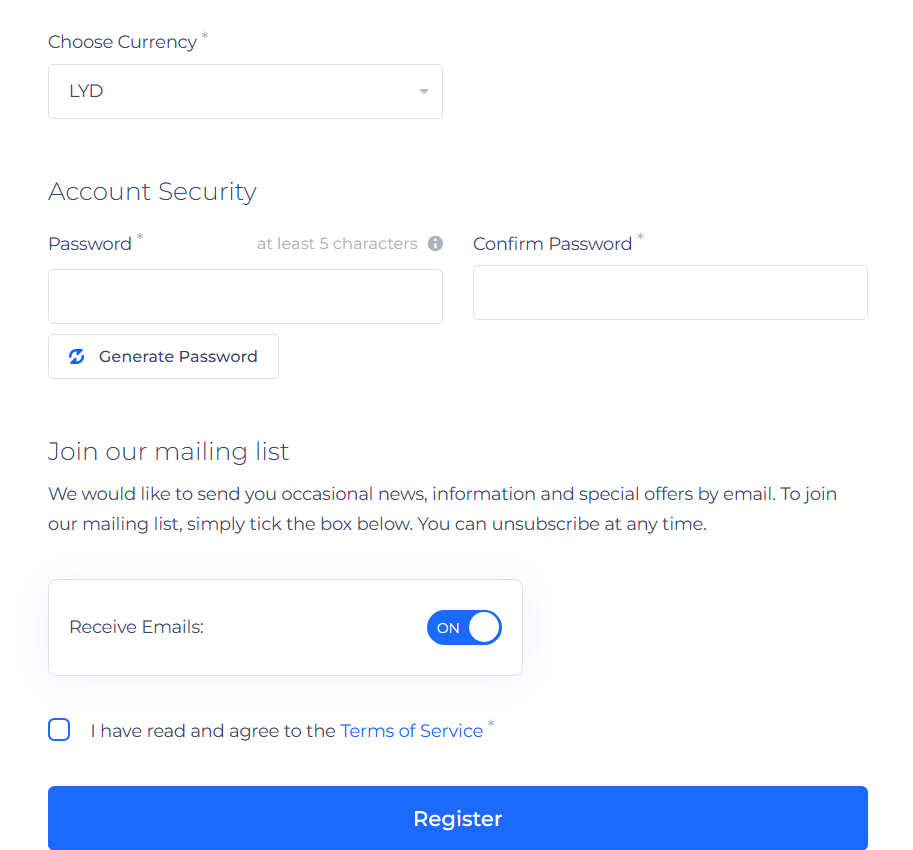 Choose Currency *
LYD
Account Security
Password *
at least 5 characters
Confirm Password *
Generate Password
Join our mailing list
We would like to send you occasional news, information and special offers by email. To join
our mailing list, simply tick the box below. You can unsubscribe at any time.
Receive Emails:
ON
I have read and agree to the Terms of Service *
Register